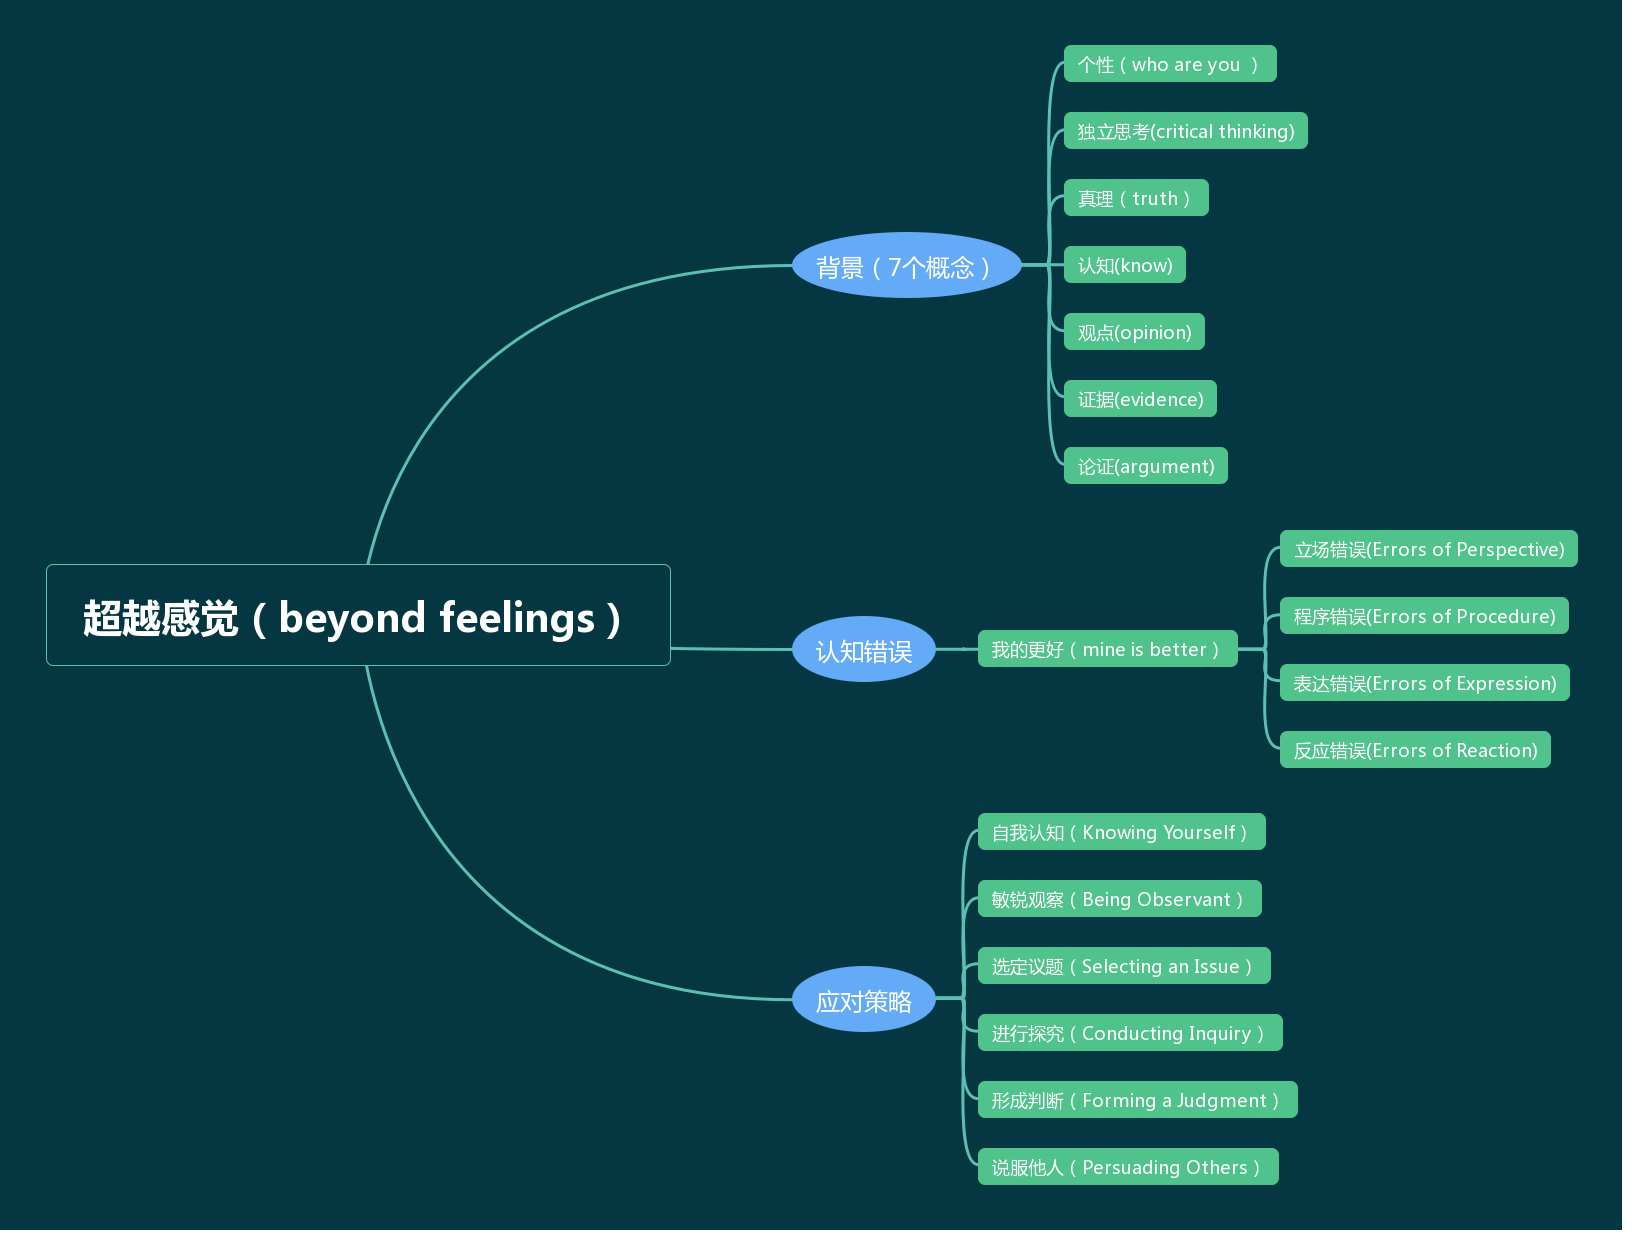 个性（who are you ）
独立思考(critical thinking)
真理（truth）
背景（7个概念）
认知(know)
观点(opinion)
证据(evidence)
论证(argument)
超越感觉（beyond feelings）
认知错误
我的更好（mine is better）
立场错误(Errors of Perspective)
程序错误(Errors of Procedure)
表达错误(Errors of Expression)
反应错误(Errors of Reaction)
应对策略
自我认知（Knowing Yourself）
敏锐观察（Being Observant）
选定议题（Selecting an Issue）
进行探究（Conducting Inquiry）
形成判断（Forming a Judgment）
说服他人（Persuading Others）